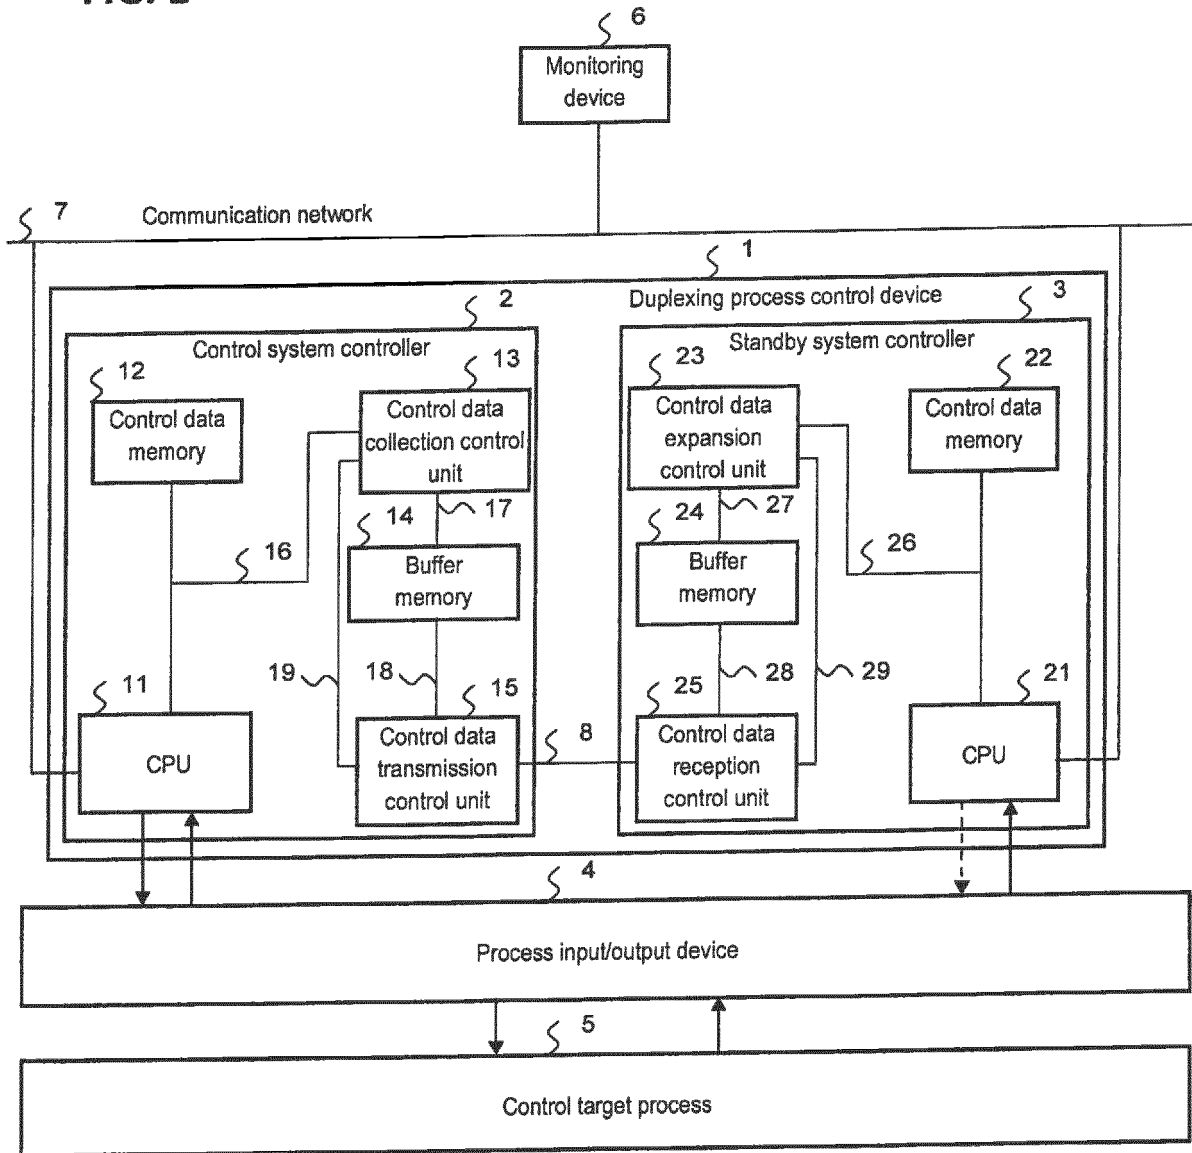 6
Monitoring
device
7
Communication network
1
Duplexing process control device
2
Control system controller
3
Standby system controller
12
Control data
memory
13
Control data
collection control
unit
23
Control data
expansion
control unit
22
Control data
memory
14
17
Buffer
memory
16
24
27
Buffer
memory
26
19
18
11
CPU
15
Control data
transmission
control unit
8
28
29
25
Control data
reception
control unit
21
CPU
4
Process input/output device
5
Control target process